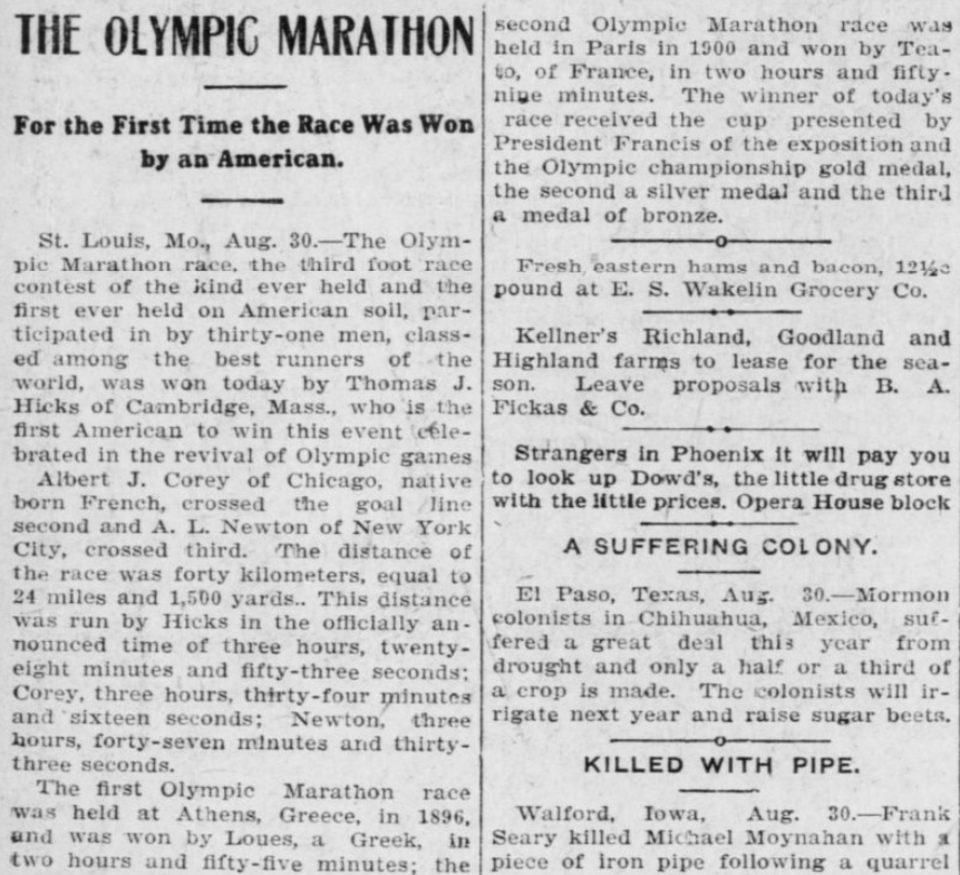 THE OLYMPIC MARATHON
For the First Time the Race Was Won
by an American.
St. Louis, Mo., Aug. 30.—The Olym-
pic Marathon race, the third foot race
contest of the kind ever held and the
first ever held on American soil, par-
ticipated in by thirty-one men, class-
ed among the best runners of the
world, was won today by Thomas J.
Hicks of Cambridge, Mass., who is the
first American to win this event cele-
brated in the revival of Olympic games
Albert J. Corey of Chicago, native
born French, crossed the goal line
second and A. L. Newton of New York
City, crossed third. The distance of
the race was forty kilometers, equal to
24 miles and 1,500 yards.. This distance
was run by Hicks in the officially an-
nounced time of three hours, twenty-
eight minutes and fifty-three seconds;
Corey, three hours, thirty-four minutes
and sixteen seconds; Newton, three
hours, forty-seven minutes and thirty-
three seconds.
The first Olympic Marathon race
was held at Athens, Greece, in 1896,
and was won by Loues, a Greek, in
two hours and fifty-five minutes; the
second Olympic Marathon race was
held in Paris in 1900 and won by Tea-
to, of France, in two hours and fifty-
nine minutes. The winner of today's
race received the cup presented by
President Francis of the exposition and
the Olympic championship gold medal,
the second a silver medal and the third
a medal of bronze.
Fresh eastern hams and bacon, 12½c
pound at E. S. Wakelin Grocery Co.
Kellner's Richland, Goodland and
Highland farms to lease for the sea-
son. Leave proposals with B. A.
Fickas & Co.
Strangers in Phoenix it will pay you
to look up Dowd's, the little drug store
with the little prices. Opera House block
A SUFFERING COLONY.
El Paso, Texas, Aug. 30.—Mormon
colonists in Chihuahua, Mexico, suf-
fered a great deal this year from
drought and only a half or a third of
a crop is made. The colonists will ir-
rigate next year and raise sugar beets.
KILLED WITH PIPE.
Walford, Iowa, Aug. 30.—Frank
Seary killed Michael Moynahan with a
piece of iron pipe following a quarrel